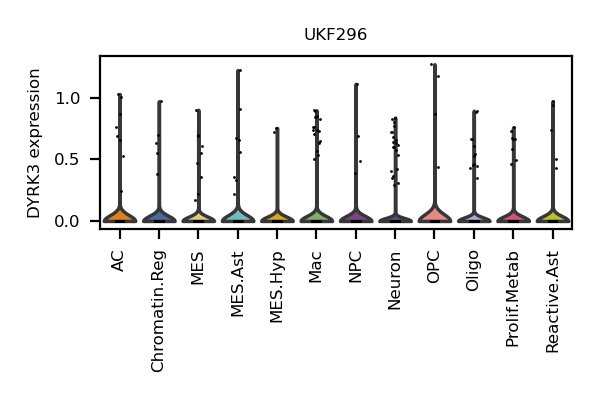 UKF296
DYRK3 expression
1.0
0.5
0.0
AC
Chromatin.Reg
MES
MES.Ast
MES.Hyp
Mac
NPC
Neuron
OPC
Oligo
Prolif.Metab
Reactive.Ast